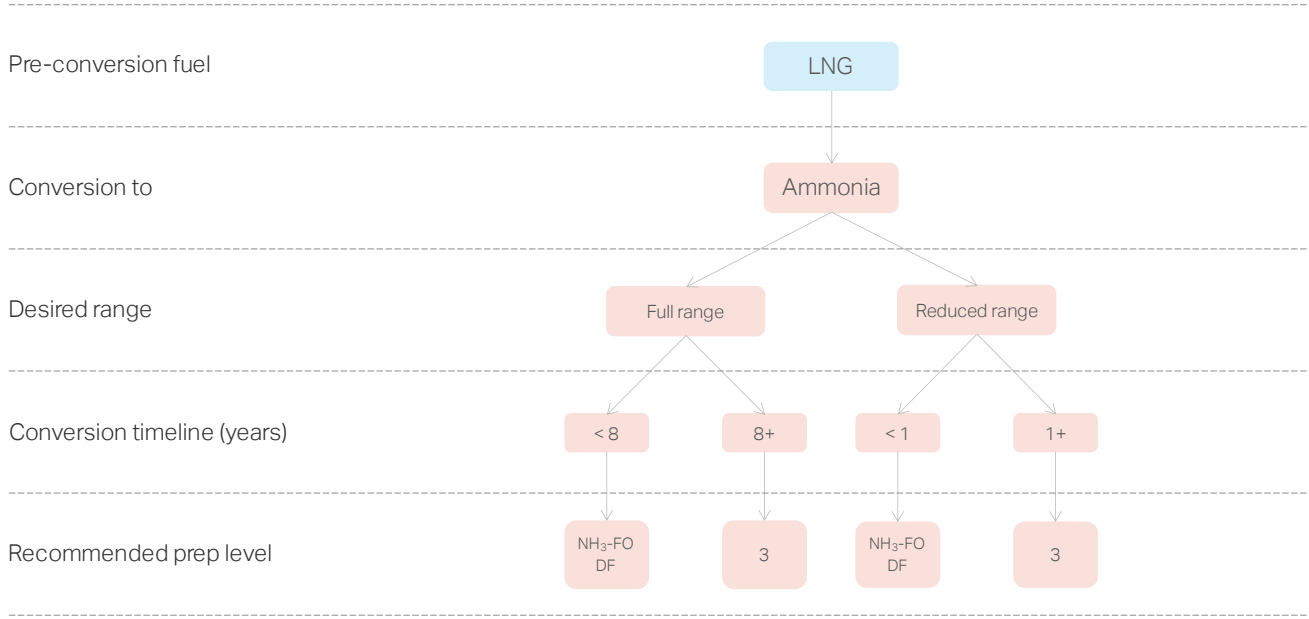 Pre-conversion fuel
LNG
Conversion to
Ammonia
Desired range
Full range
Reduced range
Conversion timeline (years)
< 8
8+
< 1
1+
Recommended prep level
NH₃-FO
DF
3
NH₃-FO
DF
3